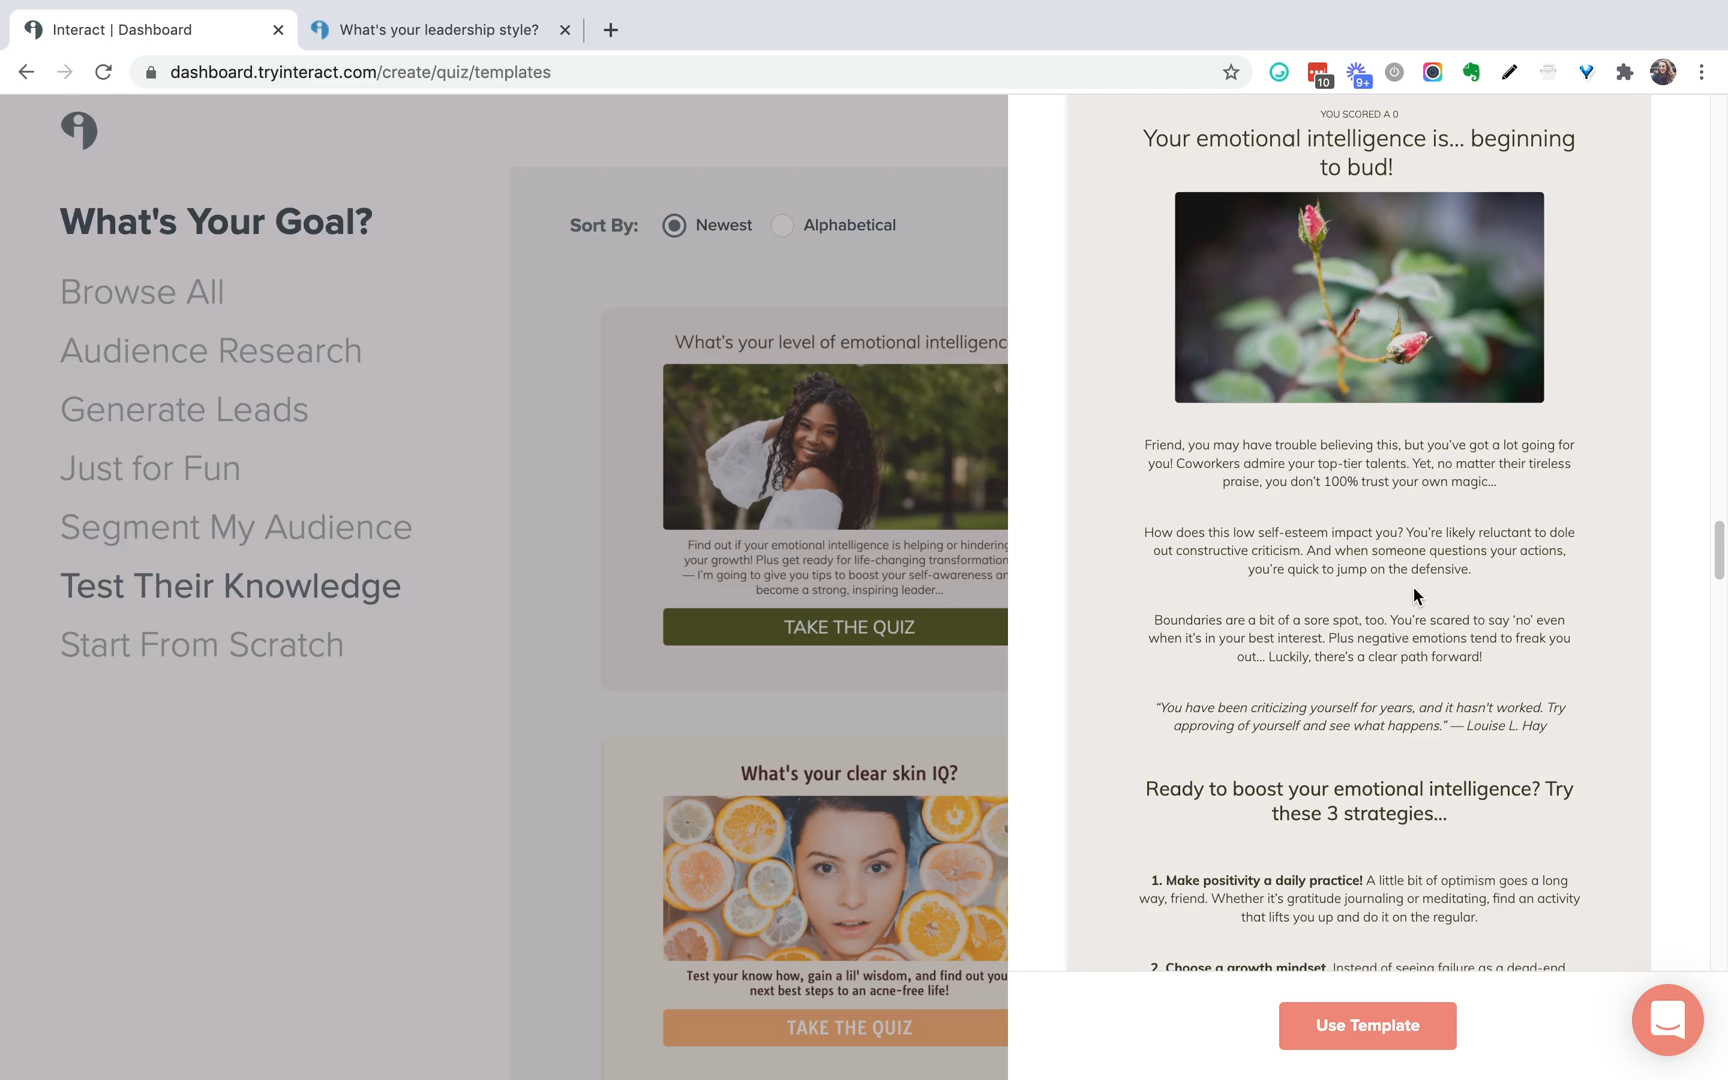 Interact | Dashboard
What's your leadership style?
dashboard.tryinteract.com/create/quiz/templates
10
9+
What's Your Goal?
Browse All
Audience Research
Generate Leads
Just for Fun
Segment My Audience
Test Their Knowledge
Start From Scratch
Sort By:
Newest
Alphabetical
What's your level of emotional intelligenc
Find out if your emotional intelligence is helping or hindering
your growth! Plus get ready for life-changing transformation
— I'm going to give you tips to boost your self-awareness an
become a strong, inspiring leader...
TAKE THE QUIZ
What's your clear skin IQ?
Test your know how, gain a lil' wisdom, and find out you
next best steps to an acne-free life!
TAKE THE QUIZ
YOU SCORED A 0
Your emotional intelligence is... beginning
to bud!
Friend, you may have trouble believing this, but you've got a lot going for
you! Coworkers admire your top-tier talents. Yet, no matter their tireless
praise, you don't 100% trust your own magic...
How does this low self-esteem impact you? You're likely reluctant to dole
out constructive criticism. And when someone questions your actions,
you're quick to jump on the defensive.
Boundaries are a bit of a sore spot, too. You're scared to say 'no' even
when it's in your best interest. Plus negative emotions tend to freak you
out... Luckily, there's a clear path forward!
"You have been criticizing yourself for years, and it hasn't worked. Try
approving of yourself and see what happens." — Louise L. Hay
Ready to boost your emotional intelligence? Try
these 3 strategies...
1. Make positivity a daily practice! A little bit of optimism goes a long
way, friend. Whether it's gratitude journaling or meditating, find an activity
that lifts you up and do it on the regular.
2. Choose a growth mindset. Instead of seeing failure as a dead-end
Use Template